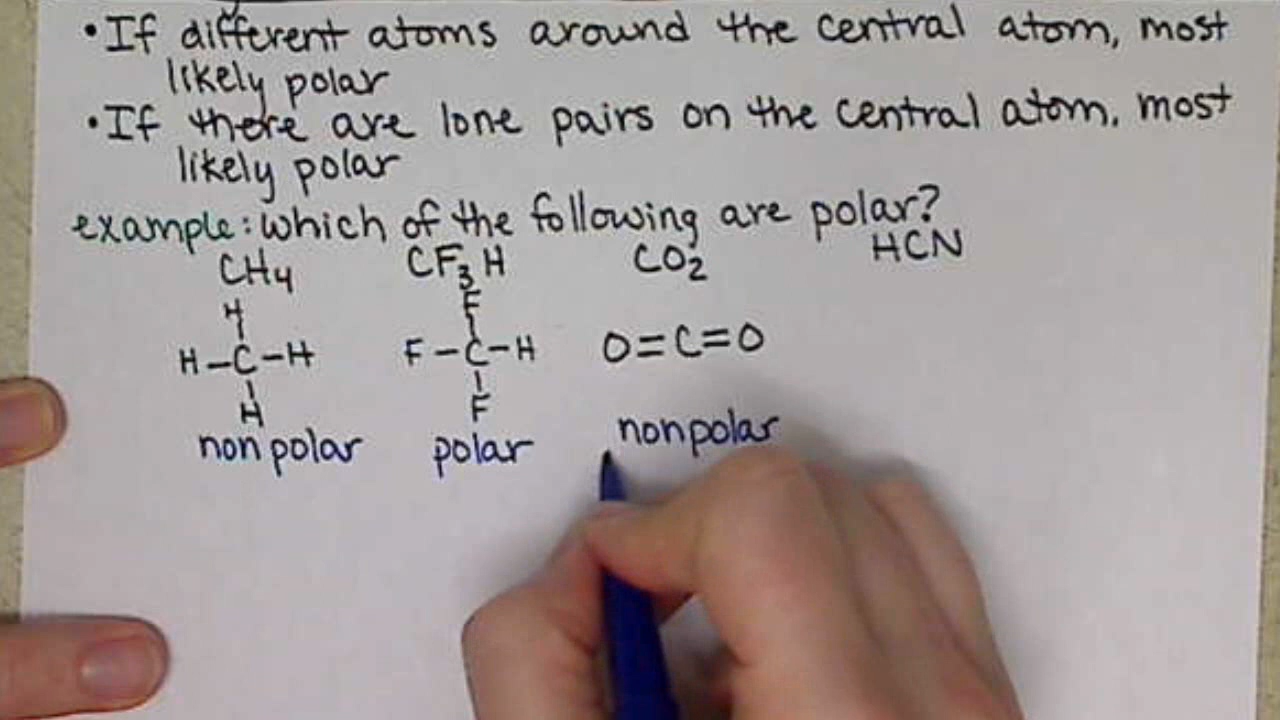 •If different atoms around the central atom, most
likely polar
•If there are lone pairs on the central atom, most
likely polar
example: which of the following are polar?
CH4 CF3H CO2 HCN
H F
H–C–H F–C–H O=C=O
H F
nonpolar polar nonpolar